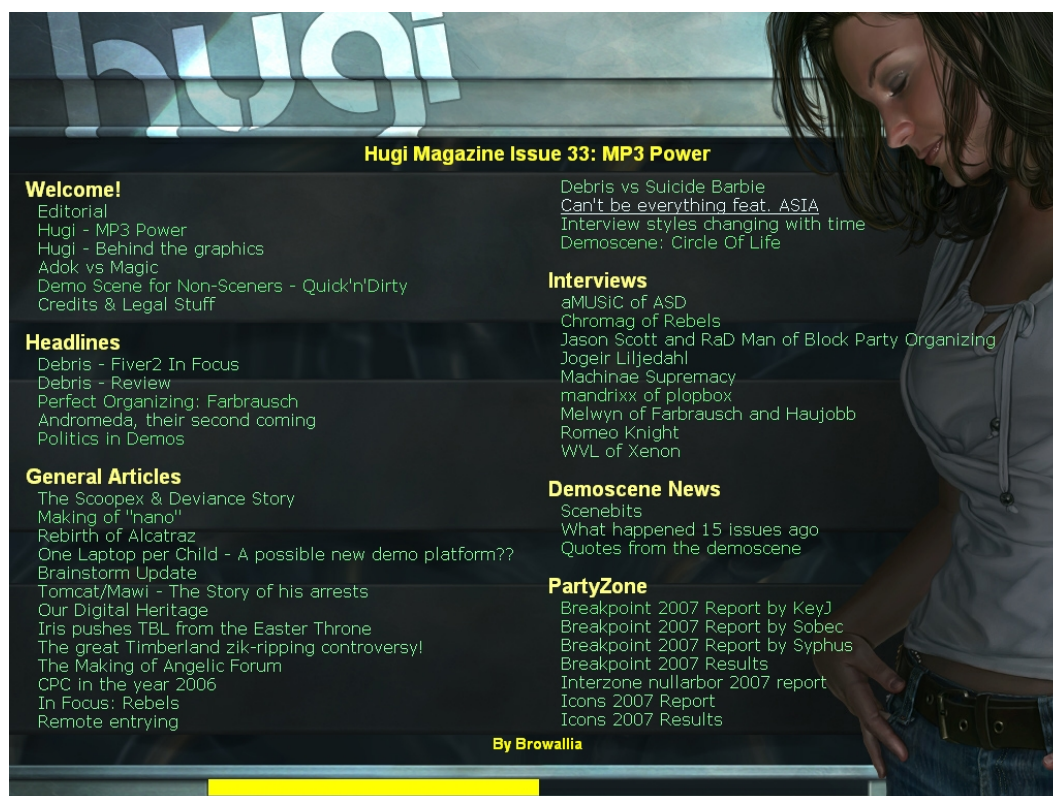 hugi
Hugi Magazine Issue 33: MP3 Power
Welcome!
Editorial
Hugi - MP3 Power
Hugi - Behind the graphics
Adok vs Magic
Demo Scene for Non-Sceners - Quick'n'Dirty
Credits & Legal Stuff
Headlines
Debris - Fiver2 In Focus
Debris - Review
Perfect Organizing: Farbrausch
Andromeda, their second coming
Politics in Demos
General Articles
The Scoopex & Deviance Story
Making of "nano"
Rebirth of Alcatraz
One Laptop per Child - A possible new demo platform??
Brainstorm Update
Tomcat/Mawi - The Story of his arrests
Our Digital Heritage
Iris pushes TBL from the Easter Throne
The great Timberland zik-ripping controversy!
The Making of Angelic Forum
CPC in the year 2006
In Focus: Rebels
Remote entrying
Debris vs Suicide Barbie
Can't be everything feat. ASIA
Interview styles changing with time
Demoscene: Circle Of Life
Interviews
aMUSiC of ASD
Chromag of Rebels
Jason Scott and RaD Man of Block Party Organizing
Jogeir Liljedahl
Machinae Supremacy
mandrixx of plopbox
Melwyn of Farbrausch and Haujobb
Romeo Knight
WVL of Xenon
Demoscene News
Scenebits
What happened 15 issues ago
Quotes from the demoscene
PartyZone
Breakpoint 2007 Report by KeyJ
Breakpoint 2007 Report by Sobec
Breakpoint 2007 Report by Syphus
Breakpoint 2007 Results
Interzone nullarbor 2007 report
Icons 2007 Report
Icons 2007 Results
By Browallia